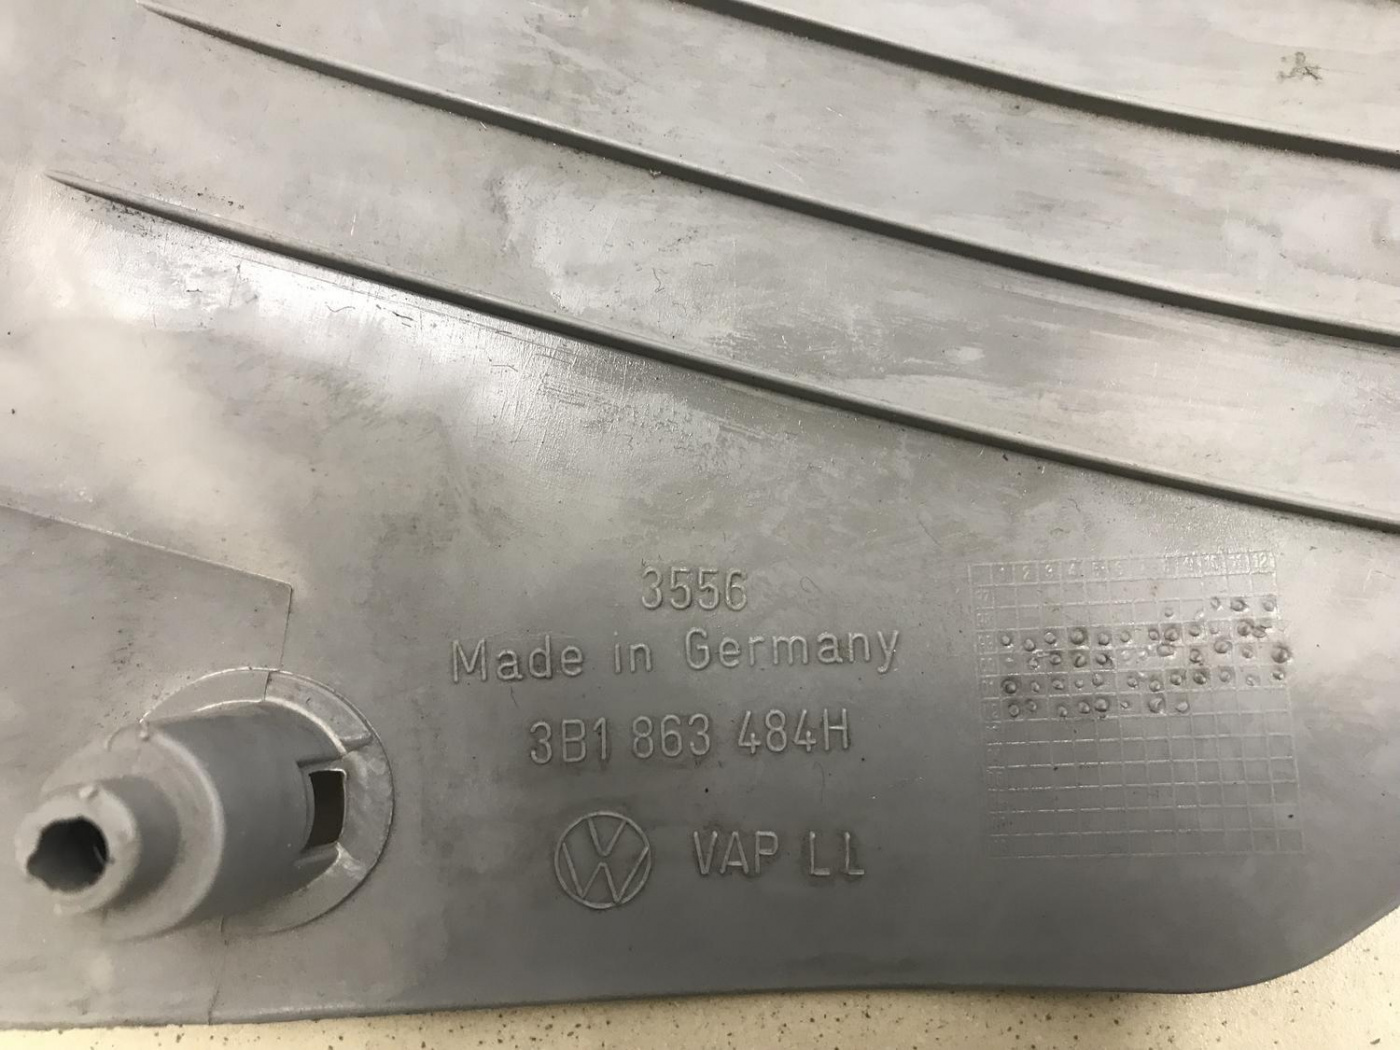 3556
Made in Germany
3B1 863 484H
VAP LL